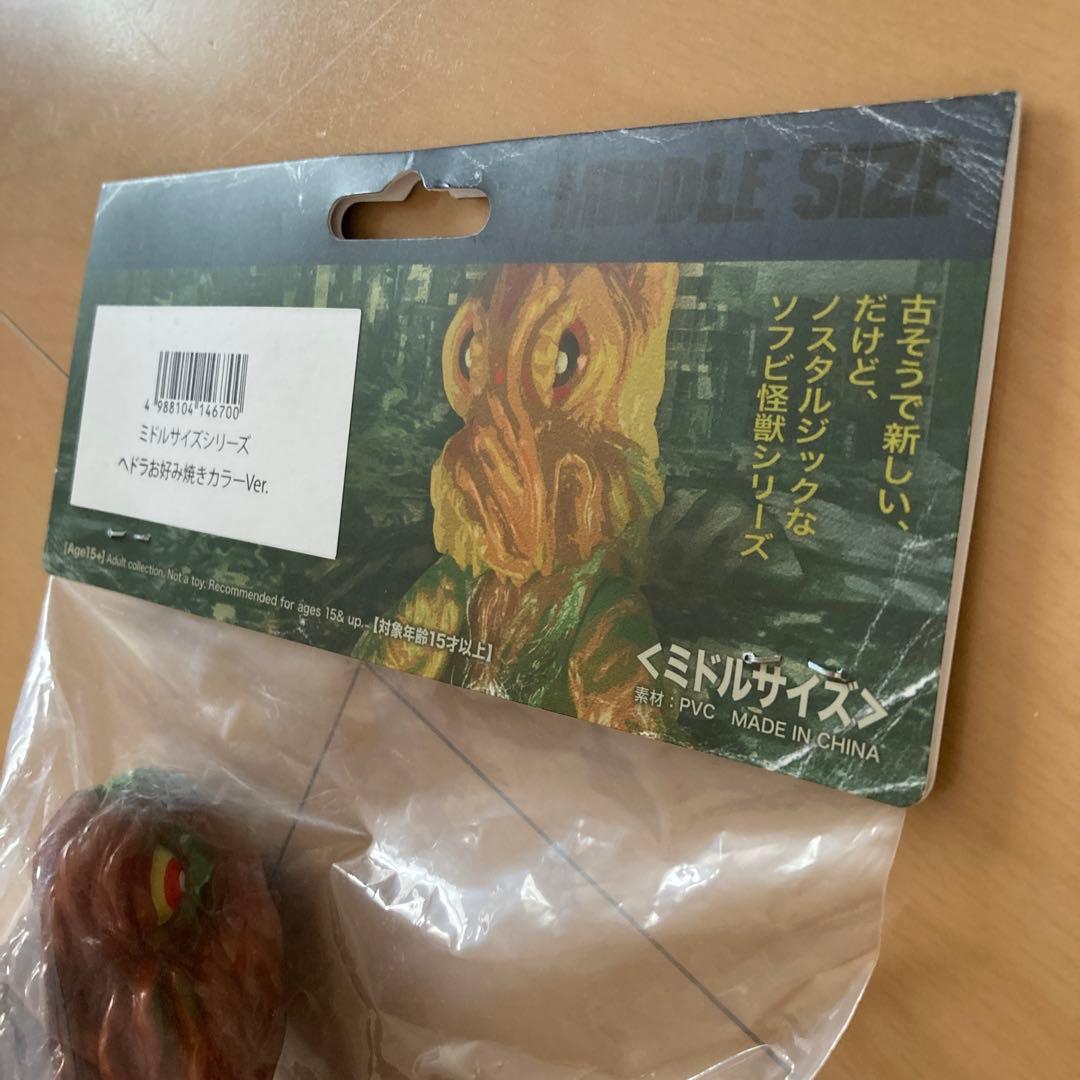 MIDDLE SIZE
古そうで新しい、
だけど、
ノスタルジックな
ソフビ怪獣シリーズ
4 988104 146700
ミドルサイズシリーズ
ヘドラお好み焼きカラーVer.
[Age15+] Adult collection. Not a toy. Recommended for ages 15& up.【対象年齢15才以上】
<ミドルサイズ>
素材：PVC MADE IN CHINA